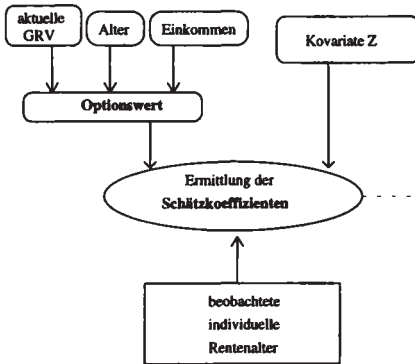 aktuelle
GRV
Alter
Einkommen
Kovariate Z
Optionswert
Ermittlung der
Schätzkoeffizienten
beobachtete
individuelle
Rentenalter